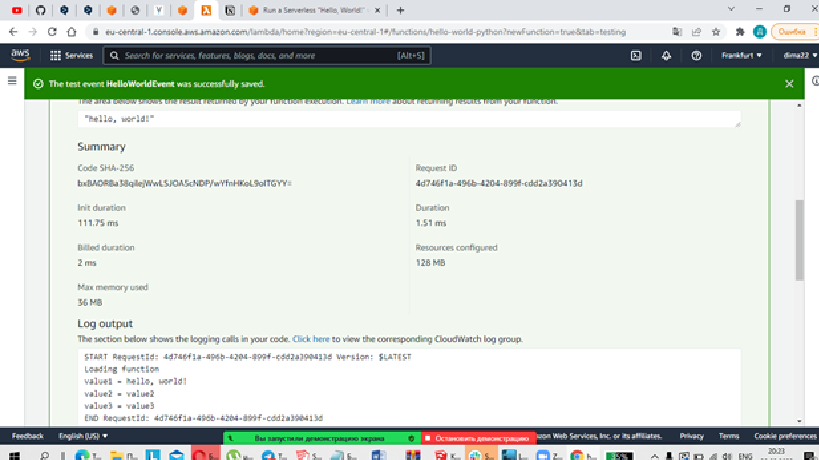 Run a Serverless "Hello, World!"
eu-central-1.console.aws.amazon.com/lambda/home?region=eu-central-1#/functions/hello-world-python?newFunction=true&tab=testing
Ошибка
aws
Services
Search for services, features, blogs, docs, and more
[Alt+S]
Frankfurt
dima22
The test event HelloWorldEvent was successfully saved.
The area below shows the result returned by your function execution. Learn more about returning results from your function.
"hello, world!"
Summary
Code SHA-256
Request ID
4d746f1a-496b-4204-899f-cdd2a390413d
Init duration
Duration
111.75 ms
1.51 ms
Billed duration
Resources configured
2 ms
128 MB
Max memory used
36 MB
Log output
The section below shows the logging calls in your code. Click here to view the corresponding CloudWatch log group.
START RequestId: 4d746f1a-496b-4204-899f-cdd2a390413d Version: $LATEST
Loading function
value1 = hello, world!
value2 = value2
value3 = value3
END RequestId: 4d746f1a-496b-4204-899f-cdd2a390413d
Feedback
English (US)
Вы запустили демонстрацию экрана
Остановить демонстрацию
zon Web Services, Inc. or its affiliates.
Privacy
Terms
Cookie preferences
20:23